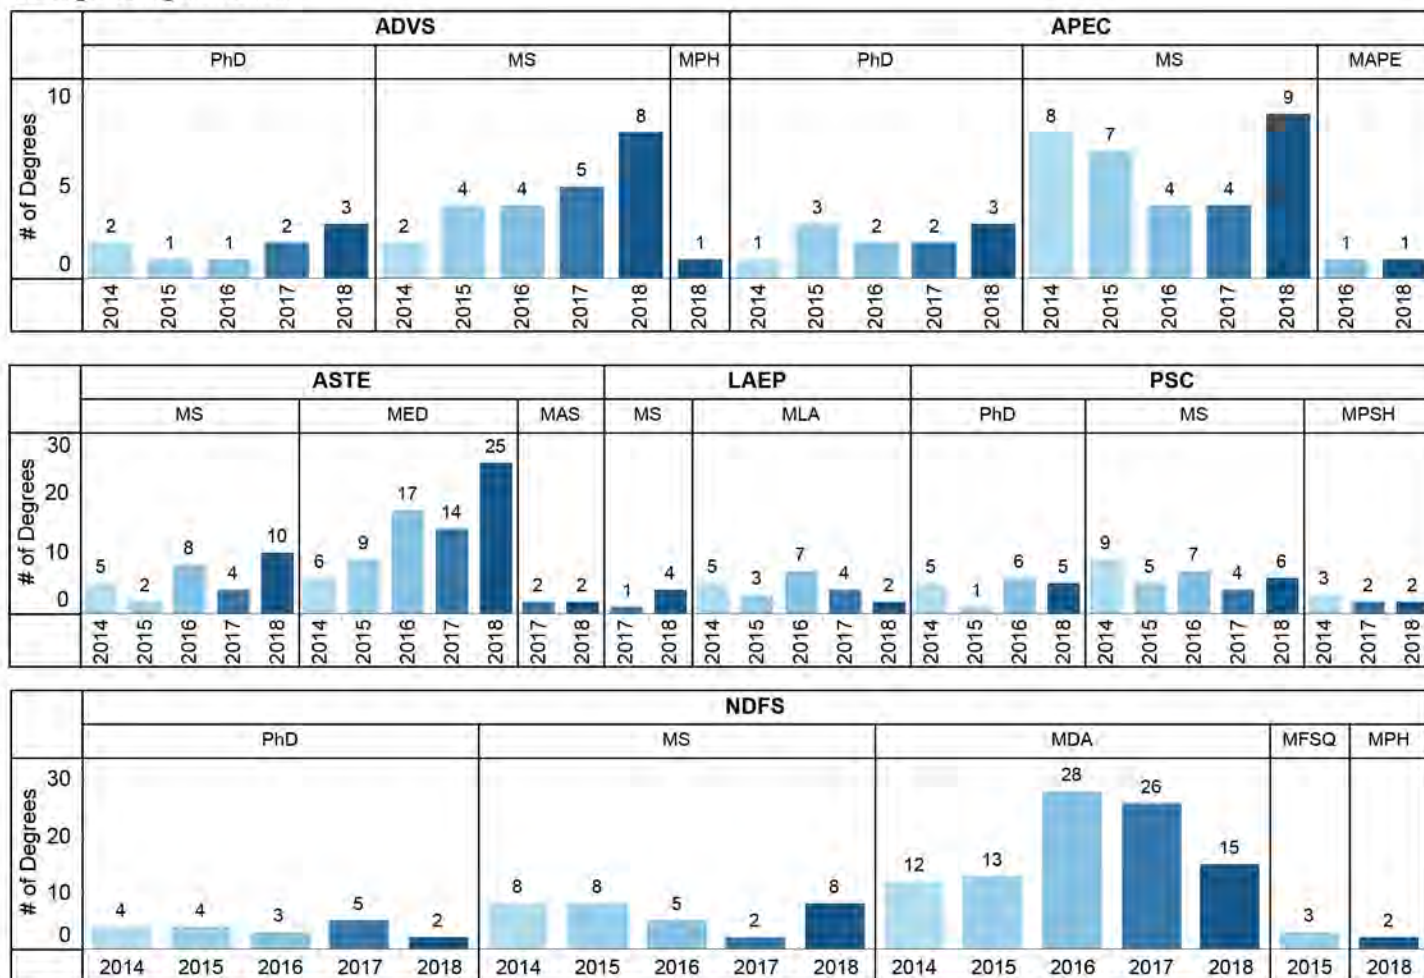 ADVS APEC
PhD MS MPH PhD MS MAPE
# of Degrees
10
5
0
2 1 1 2 3 2 4 4 5 8 1 1 3 2 2 3 8 7 4 4 9 1 1
2014 2015 2016 2017 2018 2014 2015 2016 2017 2018 2018 2014 2015 2016 2017 2018 2014 2015 2016 2017 2018 2016 2018
ASTE LAEP PSC
MS MED MAS MS MLA PhD MS MPSH
# of Degrees
30
20
10
0
5 2 8 4 10 6 9 17 14 25 2 2 1 4 5 3 7 4 2 5 1 6 5 9 5 7 4 6 3 2 2
2014 2015 2016 2017 2018 2014 2015 2016 2017 2018 2017 2018 2017 2018 2014 2015 2016 2017 2018 2014 2015 2016 2018 2014 2015 2016 2017 2018 2014 2017 2018
NDFS
PhD MS MDA MFSQ MPH
# of Degrees
30
20
10
0
4 4 3 5 2 8 8 5 2 8 12 13 28 26 15 3 2
2014 2015 2016 2017 2018 2014 2015 2016 2017 2018 2014 2015 2016 2017 2018 2015 2018